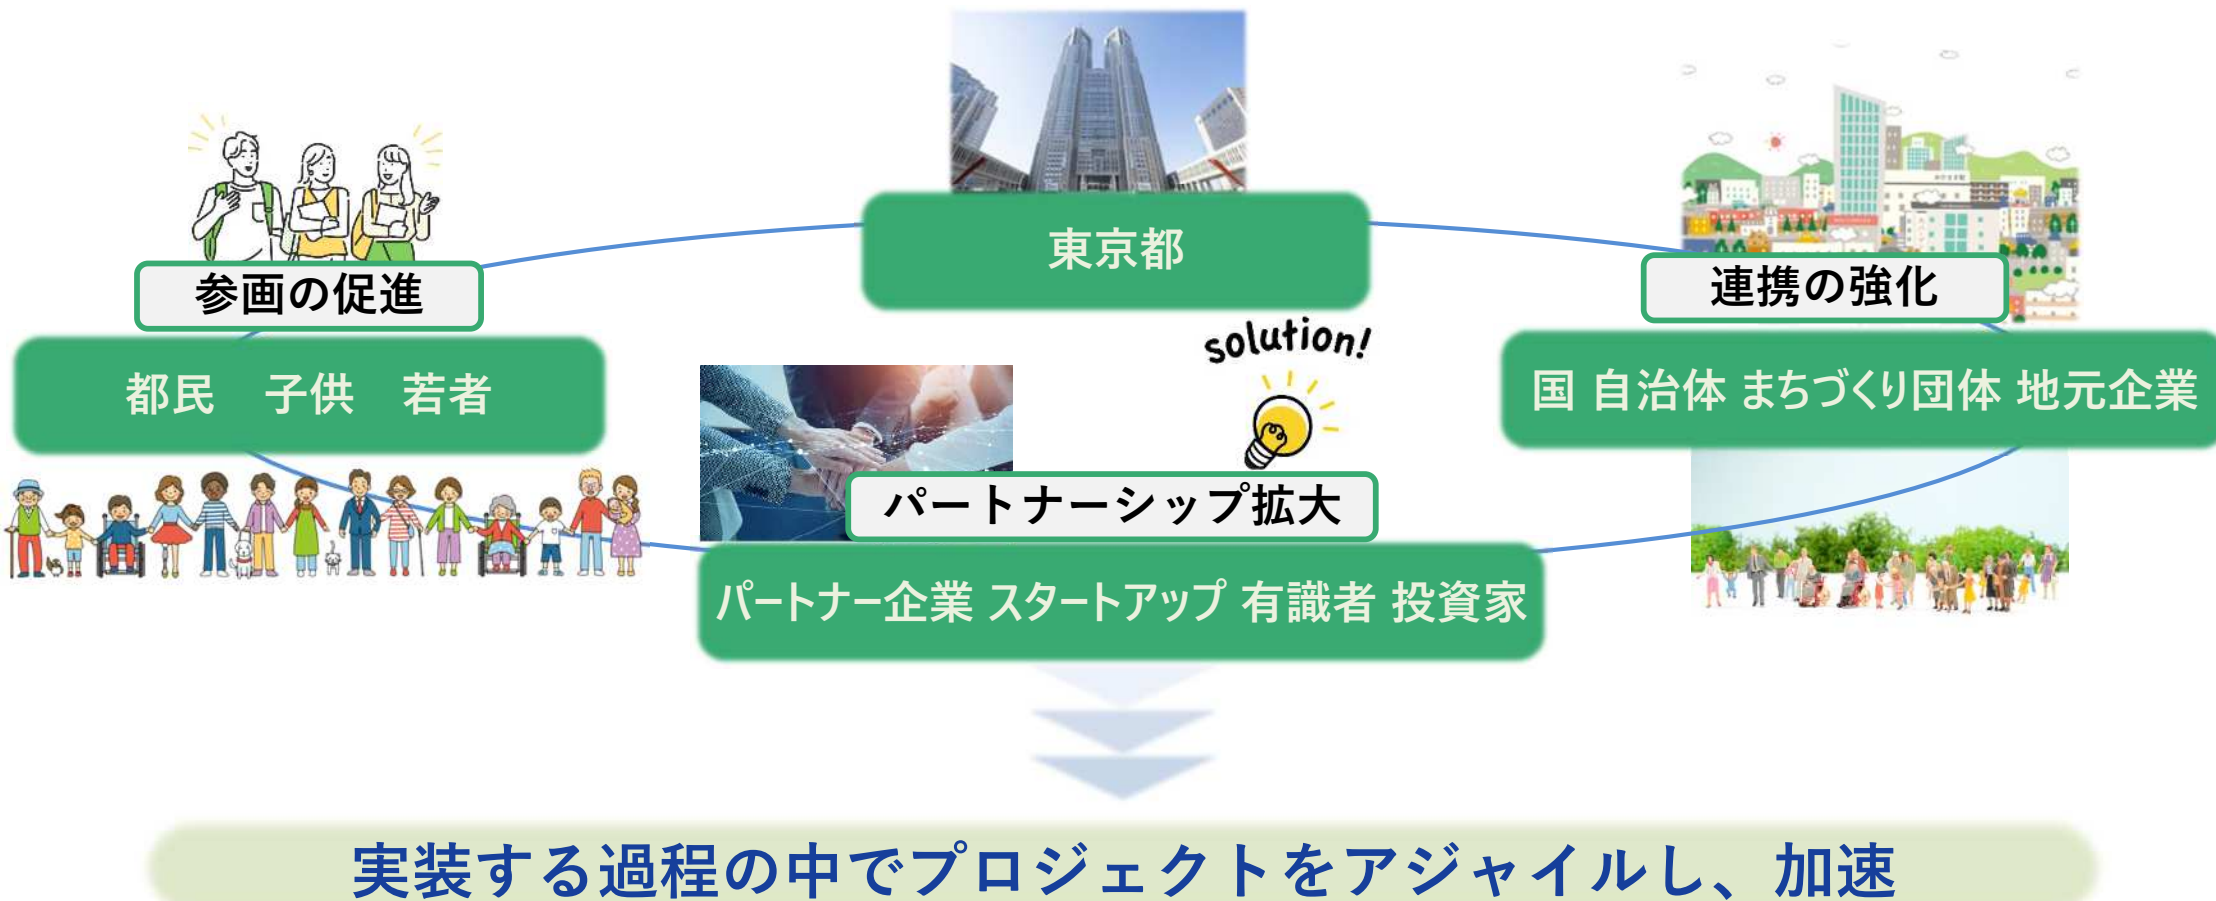 東京都
参画の促進
都民 子供 若者
連携の強化
国 自治体 まちづくり団体 地元企業
solution!
パートナーシップ拡大
パートナー企業 スタートアップ 有識者 投資家
実装する過程の中でプロジェクトをアジャイルし、加速